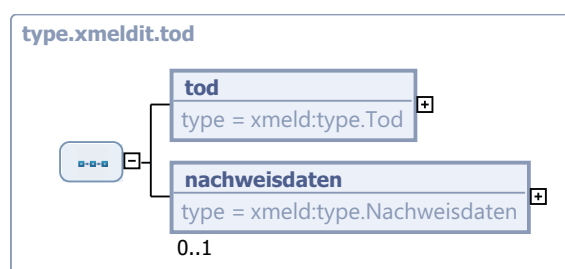 type.xmeldit.tod
tod
type = xmeld:type.Tod
nachweisdaten
type = xmeld:type.Nachweisdaten
0..1